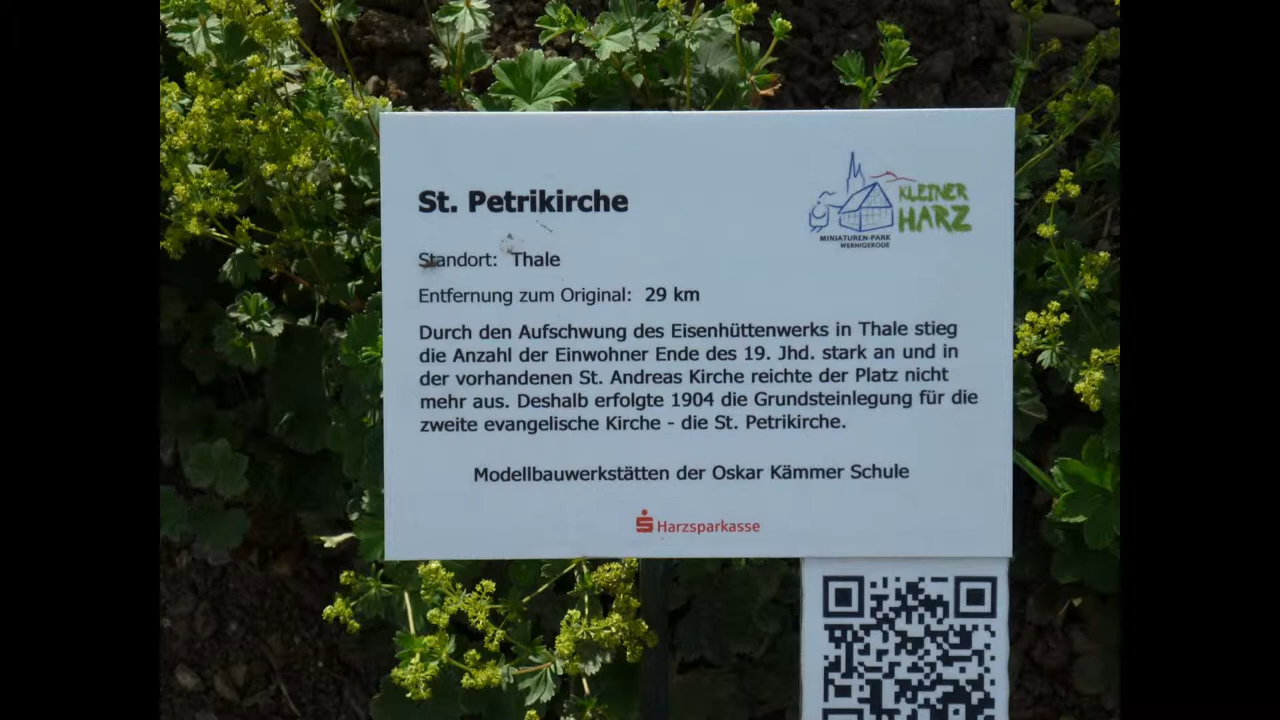 St. Petrikirche
KLEINER
HARZ
MINIATUREN-PARK
WERNIGERODE
Standort: Thale
Entfernung zum Original: 29 km
Durch den Aufschwung des Eisenhüttenwerks in Thale stieg
die Anzahl der Einwohner Ende des 19. Jhd. stark an und in
der vorhandenen St. Andreas Kirche reichte der Platz nicht
mehr aus. Deshalb erfolgte 1904 die Grundsteinlegung für die
zweite evangelische Kirche - die St. Petrikirche.
Modellbauwerkstätten der Oskar Kämmer Schule
Harzsparkasse